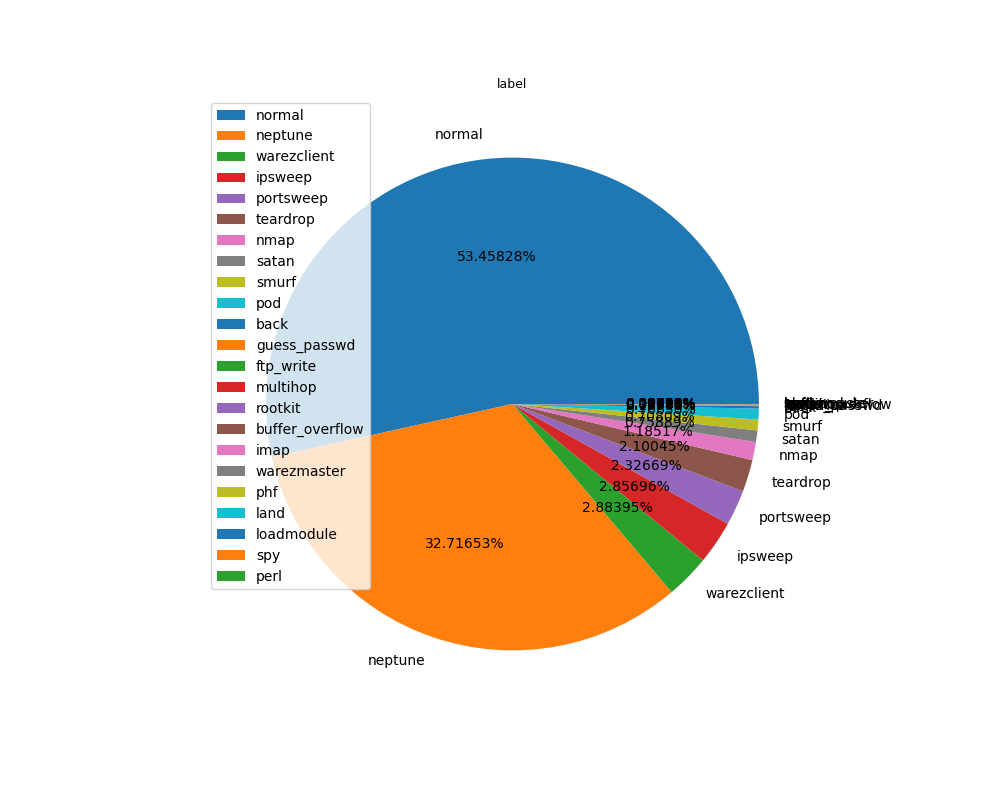 label
normal
neptune
warezclient
ipsweep
portsweep
teardrop
nmap
satan
smurf
pod
back
guess_passwd
ftp_write
multihop
rootkit
buffer_overflow
imap
warezmaster
phf
land
loadmodule
spy
perl
normal
53.45828%
pod
smurf
satan
nmap
teardrop
portsweep
ipsweep
warezclient
neptune
0.75889%
1.18517%
2.10045%
2.32669%
2.85696%
2.88395%
32.71653%